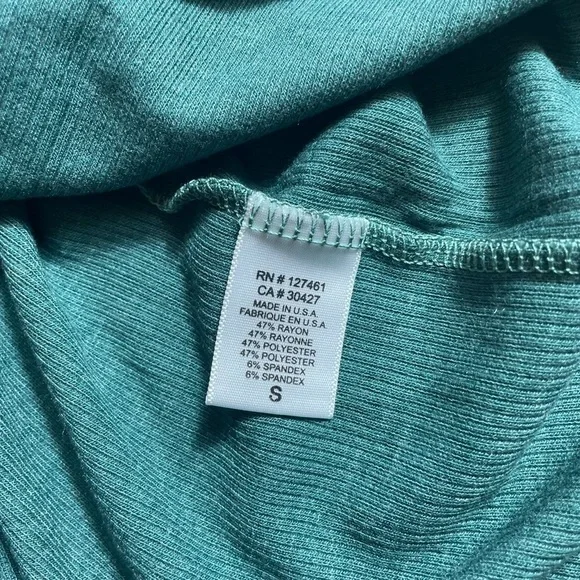 RN # 127461
CA # 30427
MADE IN U.S.A.
FABRIQUE EN U.S.A
47% RAYON
47% RAYONNE
47% POLYESTER
47% POLYESTER
6% SPANDEX
6% SPANDEX
S